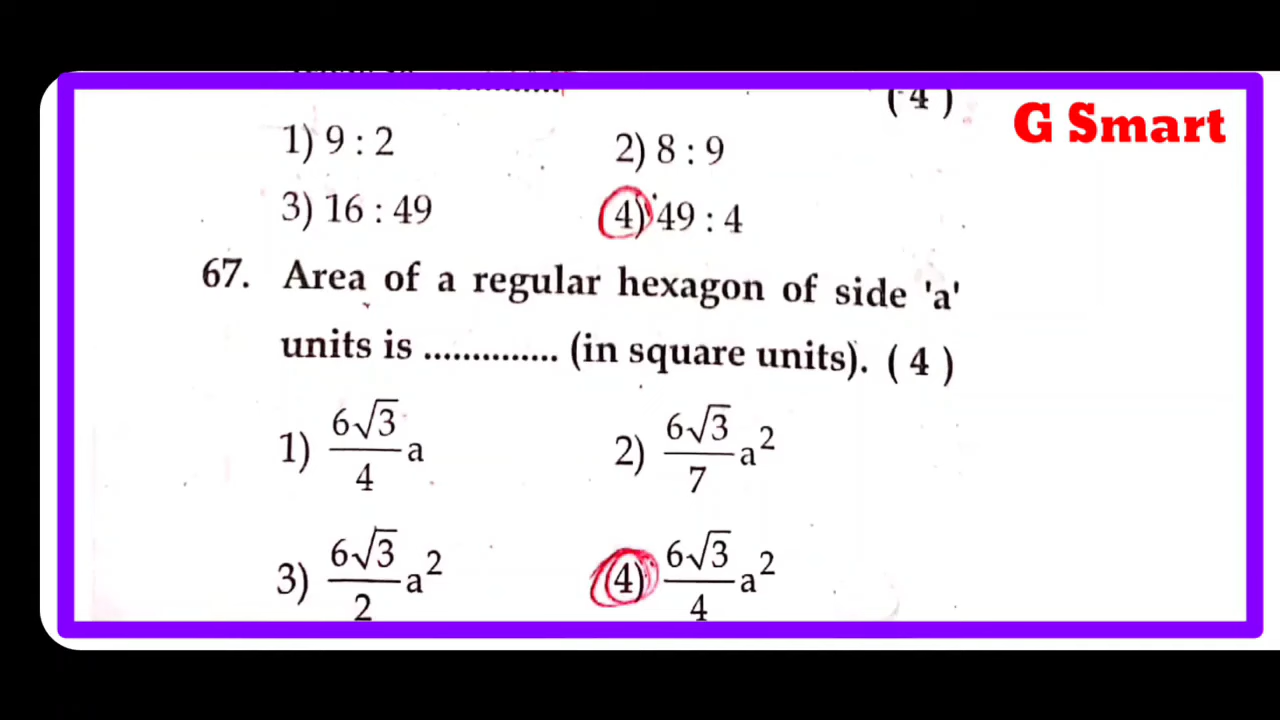 ( 4 )
G Smart
1) 9 : 2
2) 8 : 9
3) 16 : 49
4) 49 : 4
67. Area of a regular hexagon of side 'a'
units is .............. (in square units). ( 4 )
1) 6√3/4 a
2) 6√3/7 a²
3) 6√3/2 a²
4) 6√3/4 a²